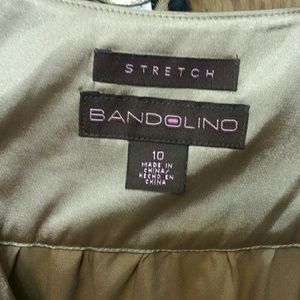 STRETCH
BANDOLINO
10
MADE IN
CHINA/
HECHO EN
CHINA